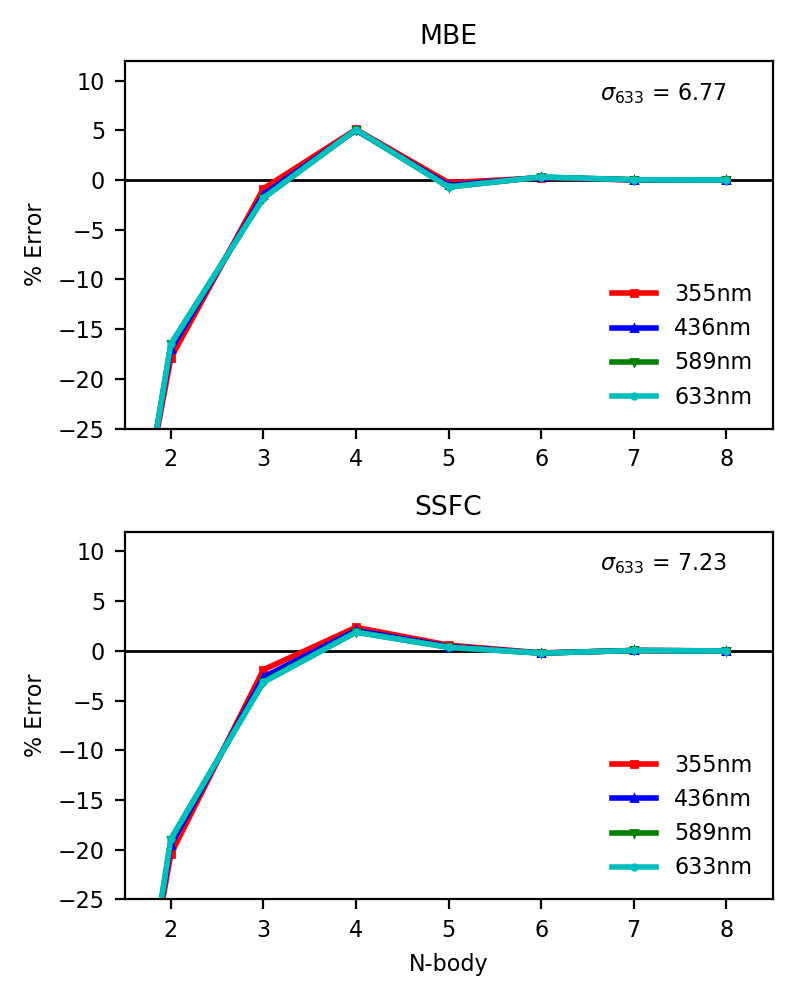 MBE
σ633 = 6.77
10
5
0
−5
−10
−15
−20
−25
% Error
355nm
436nm
589nm
633nm
2 3 4 5 6 7 8
SSFC
σ633 = 7.23
10
5
0
−5
−10
−15
−20
−25
% Error
355nm
436nm
589nm
633nm
2 3 4 5 6 7 8
N-body